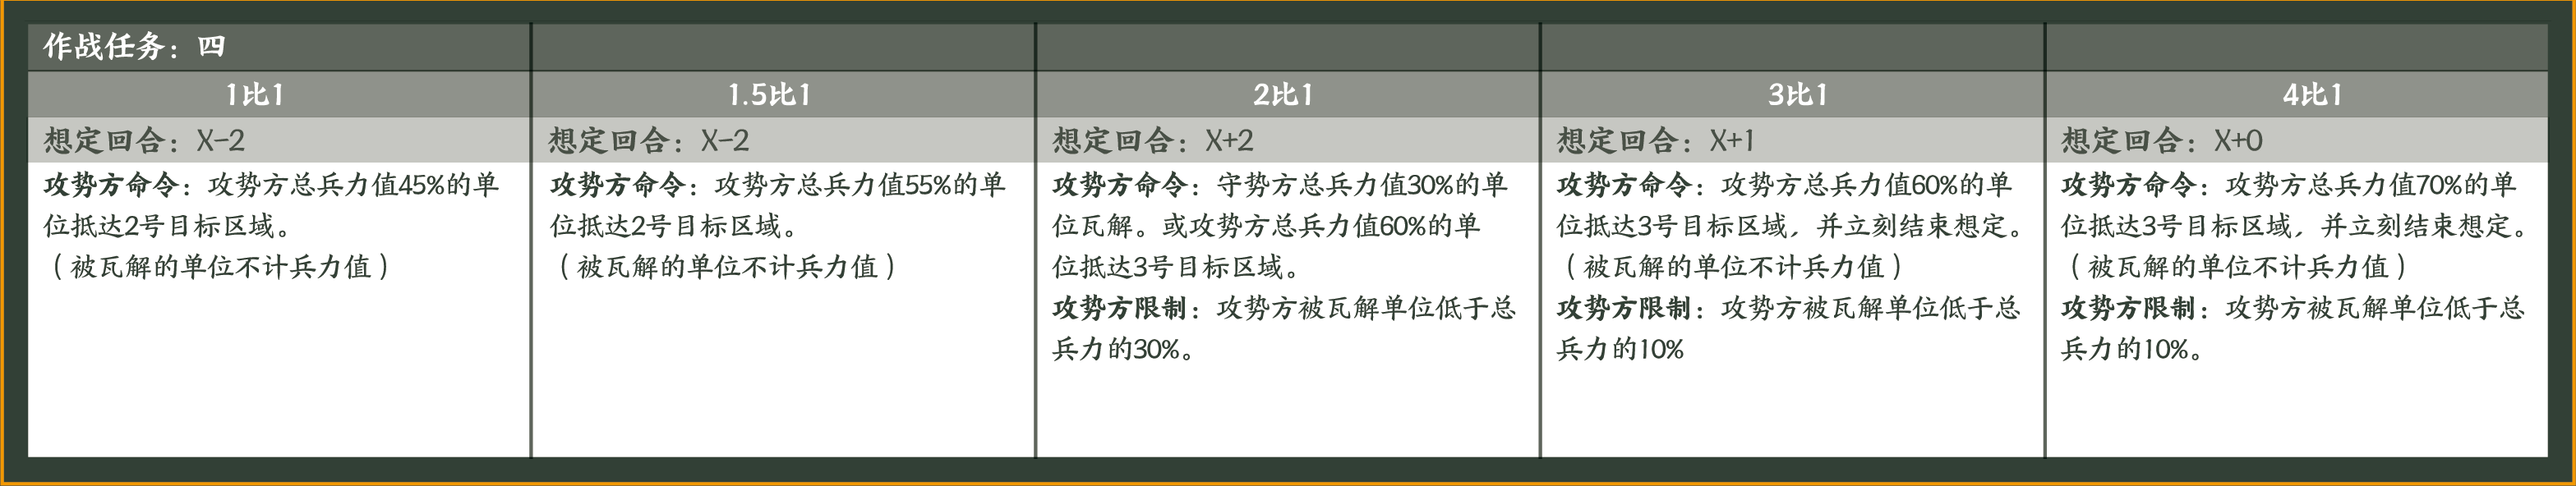 作战任务：四
1比1
1.5比1
2比1
3比1
4比1
想定回合：X-2
想定回合：X-2
想定回合：X+2
想定回合：X+1
想定回合：X+0
攻势方命令：攻势方总兵力值45%的单
位抵达2号目标区域。
（被瓦解的单位不计兵力值）
攻势方命令：攻势方总兵力值55%的单
位抵达2号目标区域。
（被瓦解的单位不计兵力值）
攻势方命令：守势方总兵力值30%的单
位瓦解。或攻势方总兵力值60%的单
位抵达3号目标区域。
攻势方限制：攻势方被瓦解单位低于总
兵力的30%。
攻势方命令：攻势方总兵力值60%的单
位抵达3号目标区域，并立刻结束想定。
（被瓦解的单位不计兵力值）
攻势方限制：攻势方被瓦解单位低于总
兵力的10%
攻势方命令：攻势方总兵力值70%的单
位抵达3号目标区域，并立刻结束想定。
（被瓦解的单位不计兵力值）
攻势方限制：攻势方被瓦解单位低于总
兵力的10%。